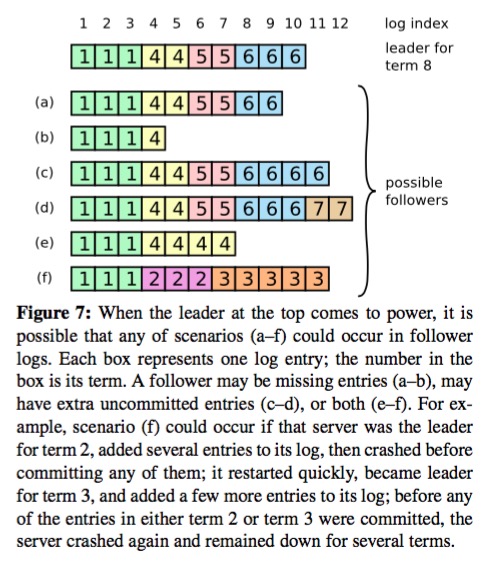 1 2 3 4 5 6 7 8 9 10 11 12 log index
1 1 1 4 4 5 5 6 6 6 leader for
term 8
(a) 1 1 1 4 4 5 5 6 6
(b) 1 1 1 4
(c) 1 1 1 4 4 5 5 6 6 6 6
(d) 1 1 1 4 4 5 5 6 6 6 7 7
possible
followers
(e) 1 1 1 4 4 4 4
(f) 1 1 1 2 2 2 3 3 3 3 3
Figure 7: When the leader at the top comes to power, it is
possible that any of scenarios (a–f) could occur in follower
logs. Each box represents one log entry; the number in the
box is its term. A follower may be missing entries (a–b), may
have extra uncommitted entries (c–d), or both (e–f). For ex-
ample, scenario (f) could occur if that server was the leader
for term 2, added several entries to its log, then crashed before
committing any of them; it restarted quickly, became leader
for term 3, and added a few more entries to its log; before any
of the entries in either term 2 or term 3 were committed, the
server crashed again and remained down for several terms.